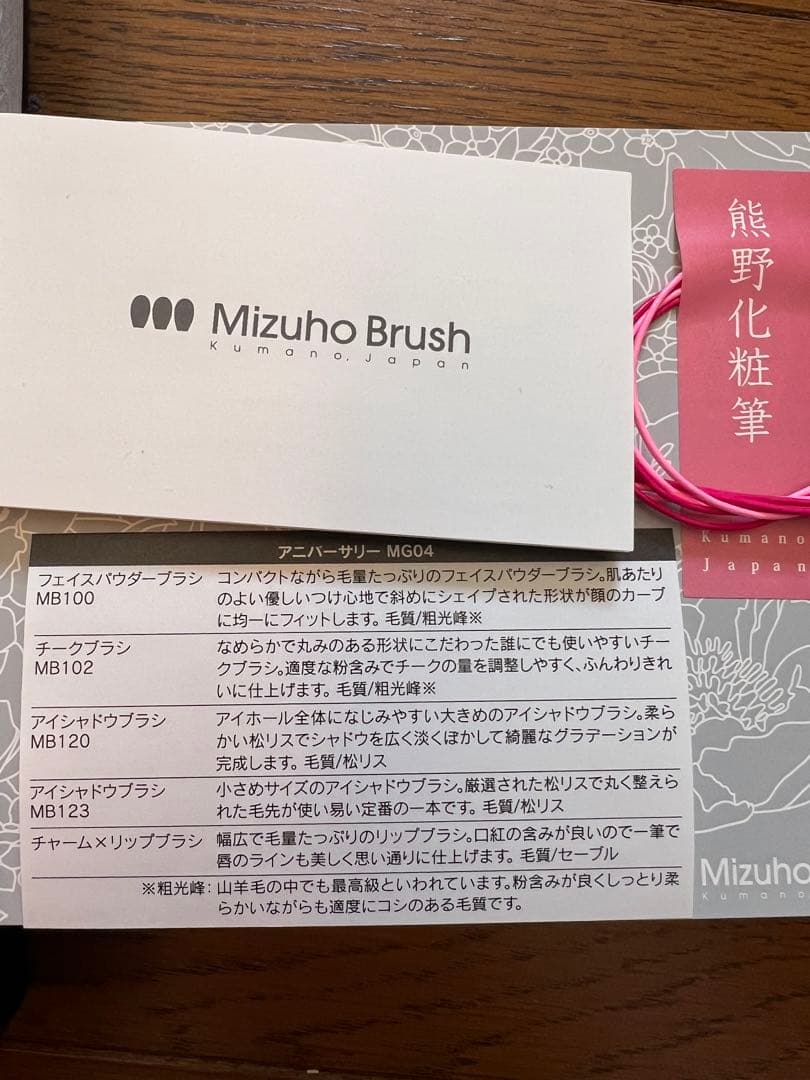 Mizuho Brush
Kumano, Japan
熊野化粧筆
Kumano
Japan
アニバーサリー MG04
フェイスパウダーブラシ
MB100
コンパクトながら毛量たっぷりのフェイスパウダーブラシ。肌あたり
のよい優しいつけ心地で斜めにシェイプされた形状が顔のカーブ
に均一にフィットします。毛質/粗光峰※
チークブラシ
MB102
なめらかで丸みのある形状にこだわった誰にでも使いやすいチー
クブラシ。適度な粉含みでチークの量を調整しやすく、ふんわりきれ
いに仕上げます。毛質/粗光峰※
アイシャドウブラシ
MB120
アイホール全体になじみやすい大きめのアイシャドウブラシ。柔ら
かい松リスでシャドウを広く淡くぼかして綺麗なグラデーションが
完成します。毛質/松リス
アイシャドウブラシ
MB123
小さめサイズのアイシャドウブラシ。厳選された松リスで丸く整えら
れた毛先が使い易い定番の一本です。毛質/松リス
チャーム×リップブラシ
幅広で毛量たっぷりのリップブラシ。口紅の含みが良いので一筆で
唇のラインも美しく思い通りに仕上げます。毛質/セーブル
※粗光峰：山羊毛の中でも最高級といわれています。粉含みが良くしっとり柔
らかいながらも適度にコシのある毛質です。
Mizuho
Kumano